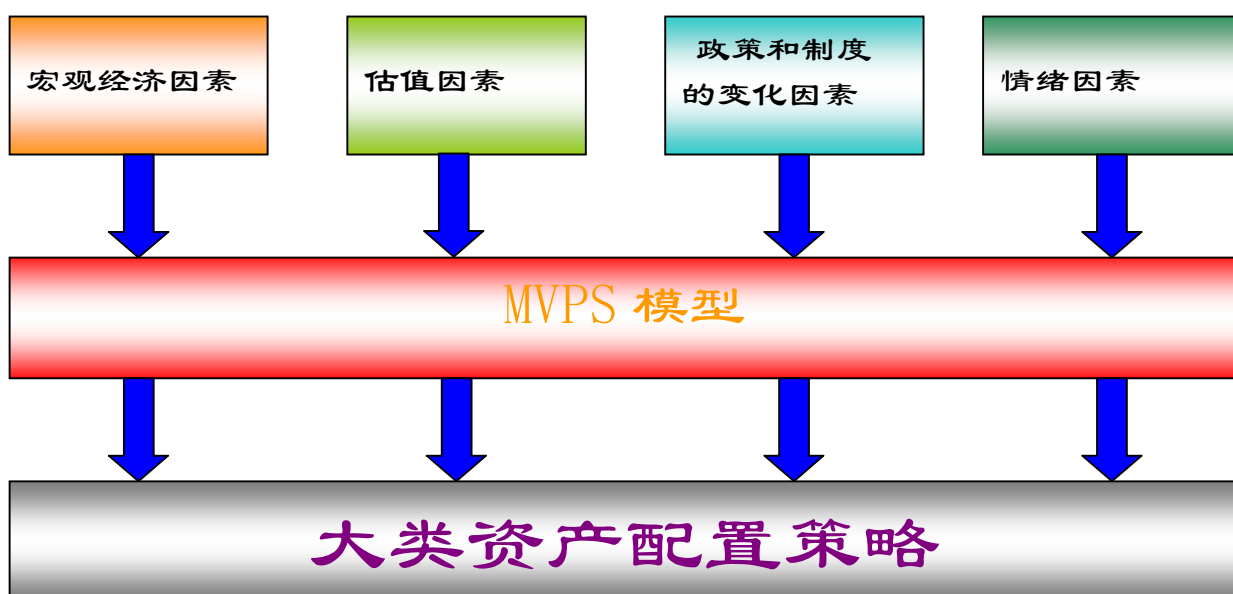 宏观经济因素
估值因素
政策和制度
的变化因素
情绪因素
MVPS 模型
大类资产配置策略